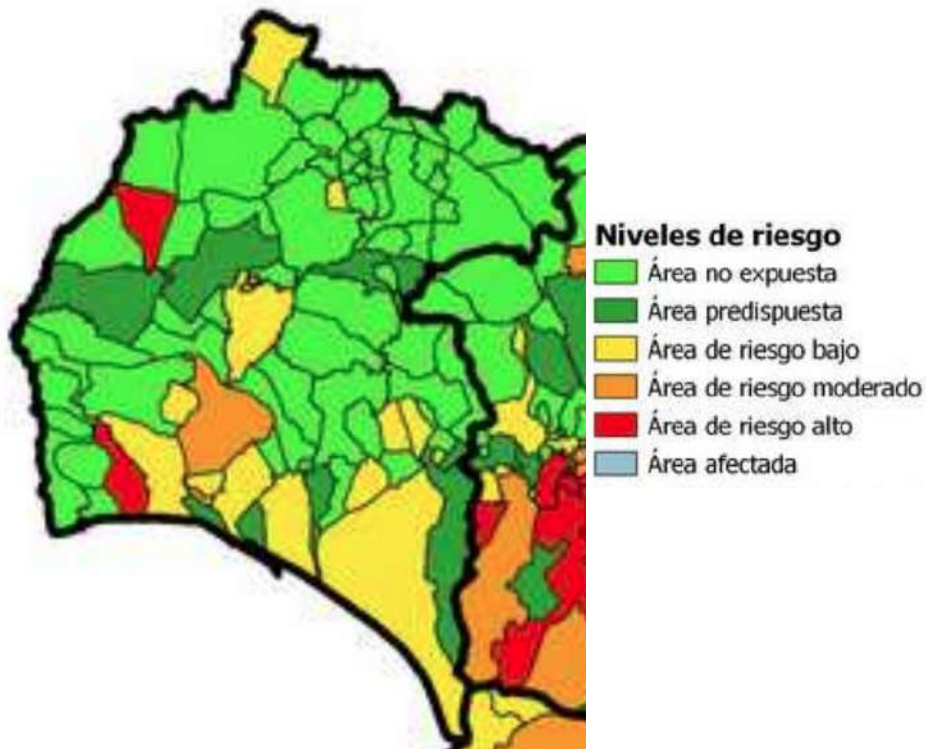 Niveles de riesgo
Área no expuesta
Área predispuesta
Área de riesgo bajo
Área de riesgo moderado
Área de riesgo alto
Área afectada